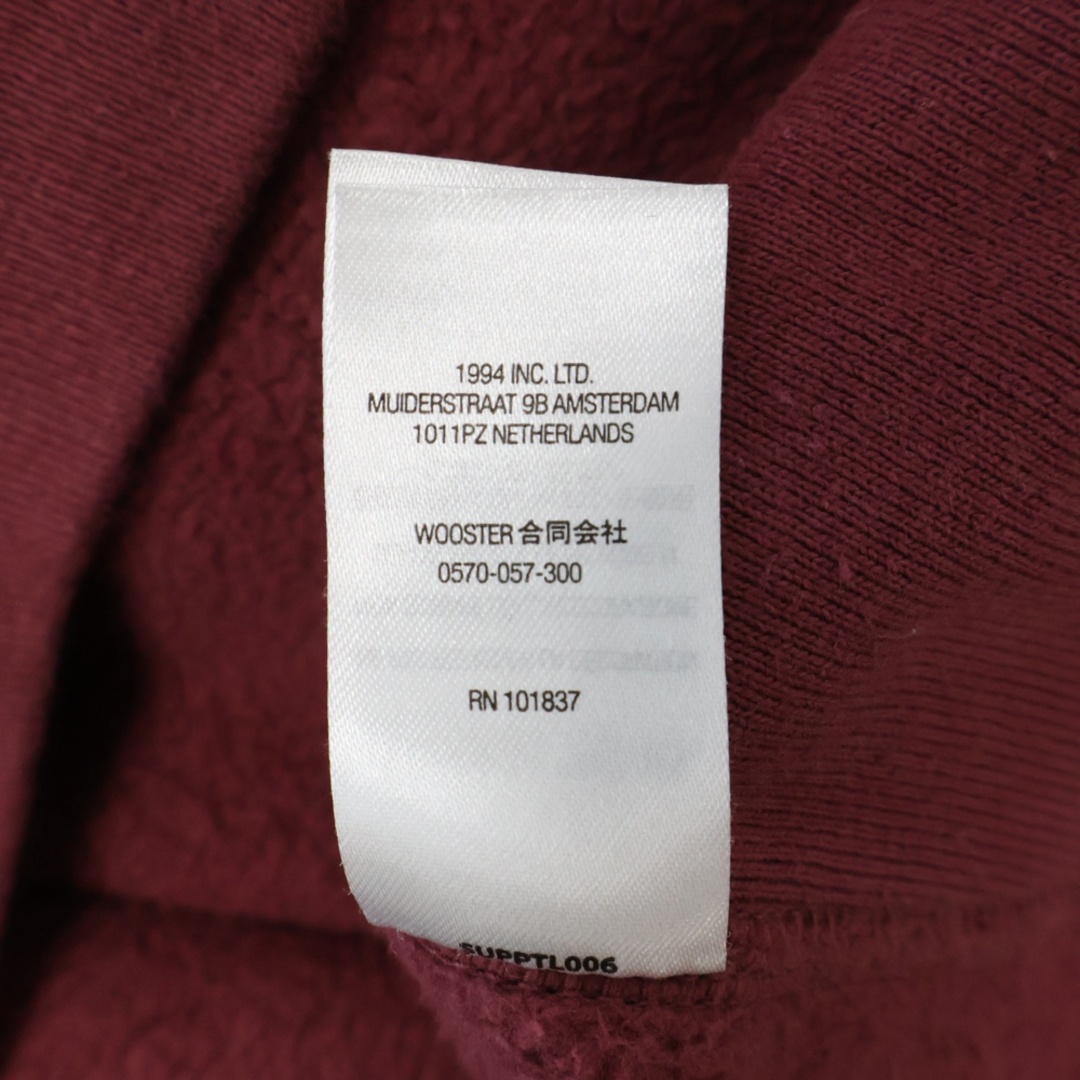 1994 INC. LTD.
MUIDERSTRAAT 9B AMSTERDAM
1011PZ NETHERLANDS
WOOSTER 合同会社
0570-057-300
RN 101837
SUPPTL006